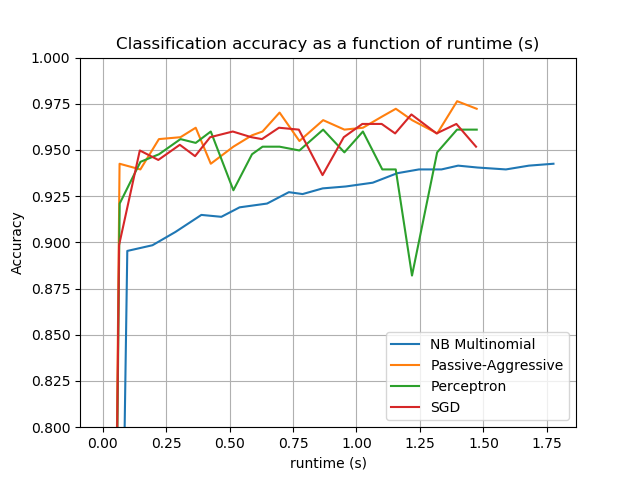 Classification accuracy as a function of runtime (s)
1.000
0.975
0.950
0.925
0.900
0.875
0.850
0.825
0.800
Accuracy
NB Multinomial
Passive-Aggressive
Perceptron
SGD
0.00 0.25 0.50 0.75 1.00 1.25 1.50 1.75
runtime (s)